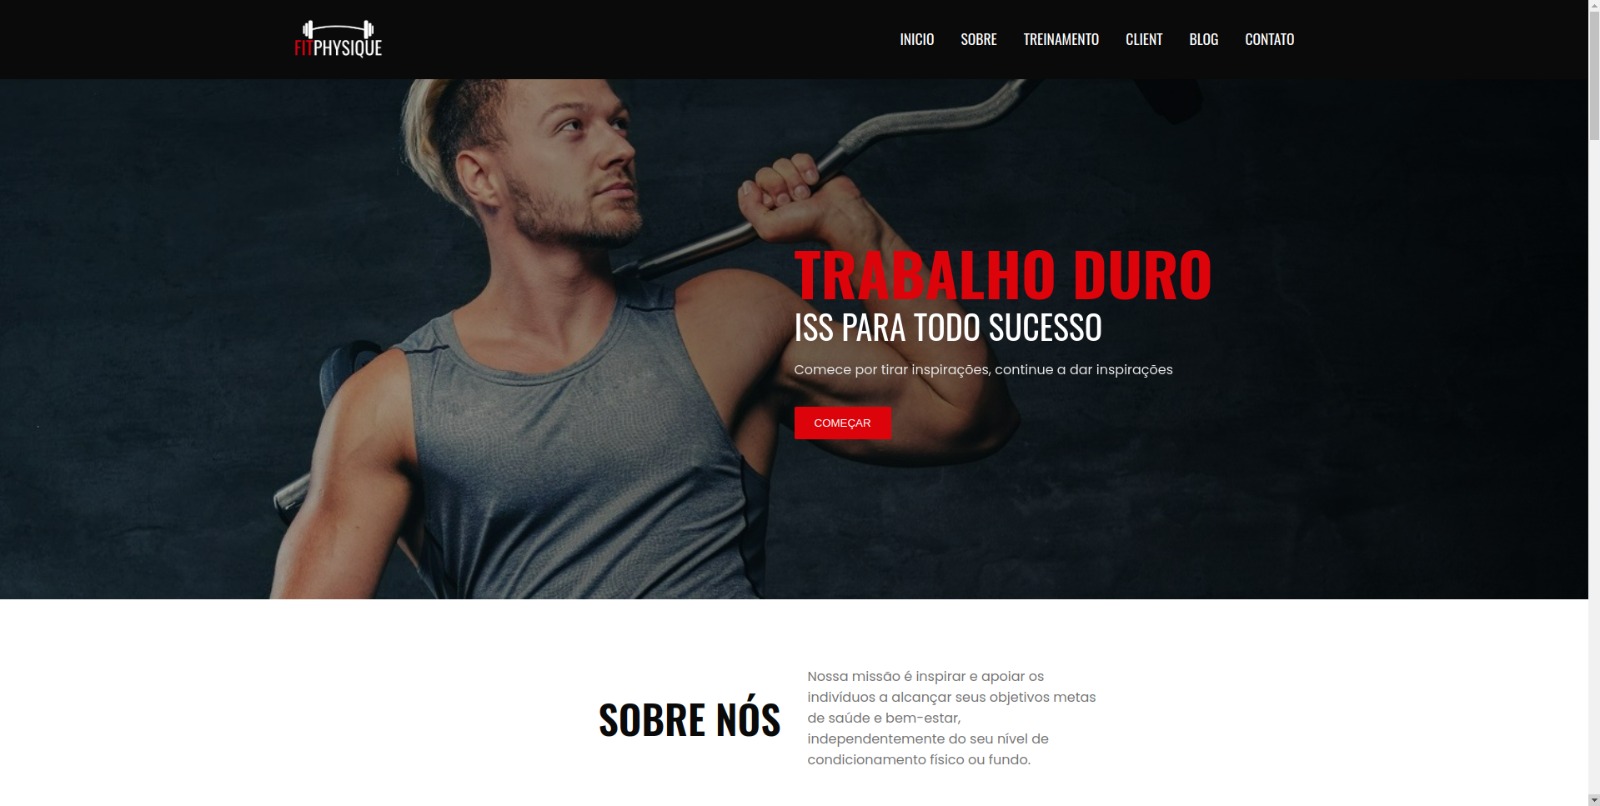 FITPHYSIQUE
INICIO SOBRE TREINAMENTO CLIENT BLOG CONTATO
TRABALHO DURO
ISS PARA TODO SUCESSO
Comece por tirar inspirações, continue a dar inspirações
COMEÇAR
SOBRE NÓS
Nossa missão é inspirar e apoiar os
indivíduos a alcançar seus objetivos metas
de saúde e bem-estar,
independentemente do seu nível de
condicionamento físico ou fundo.